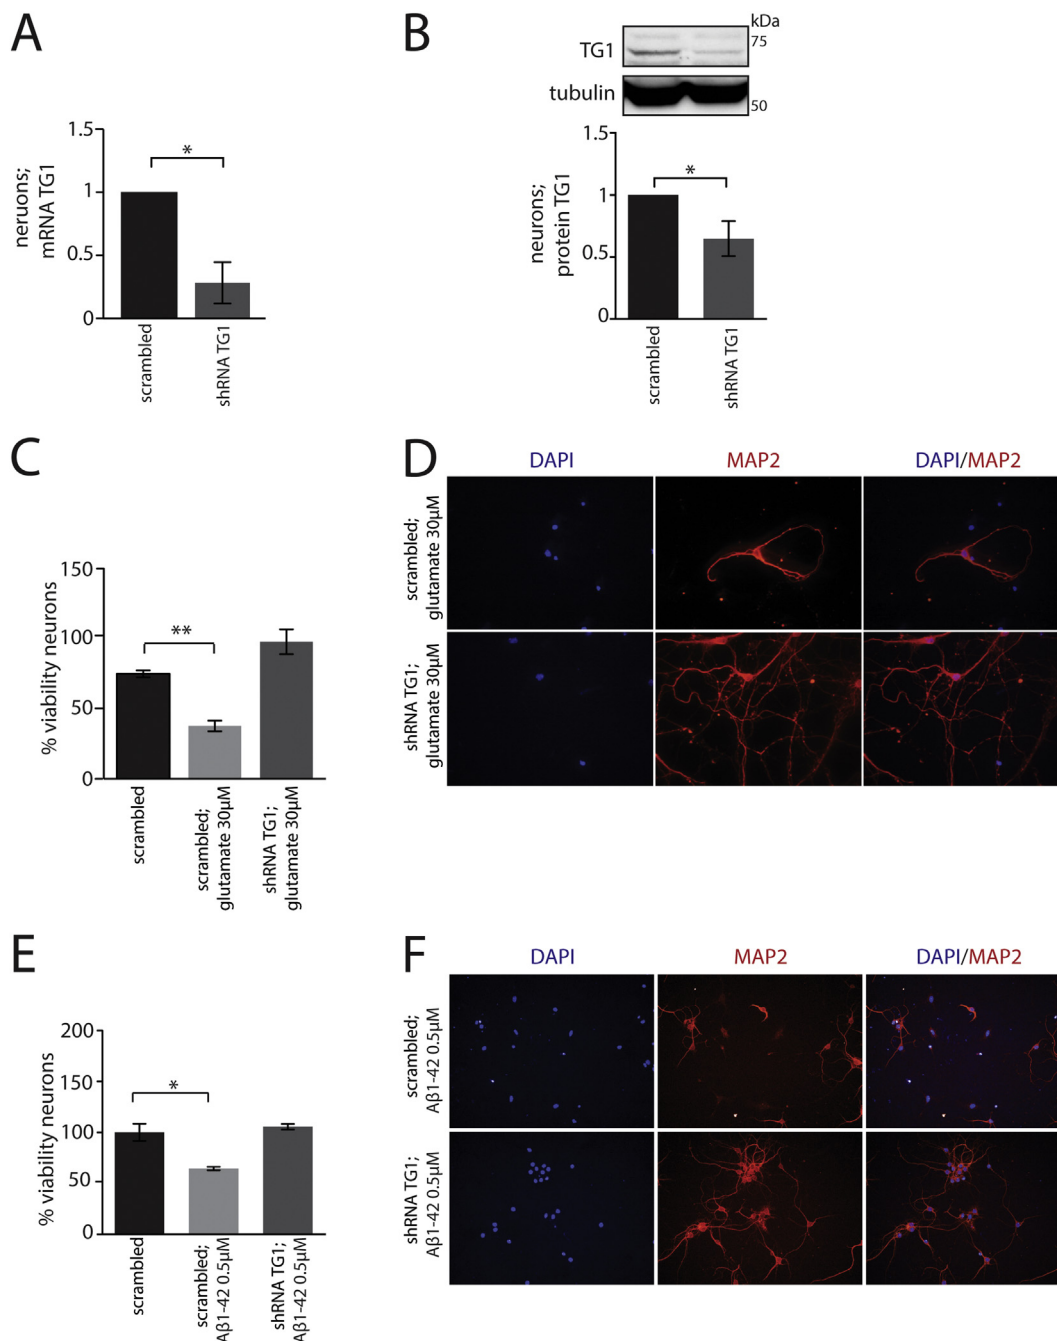 A
neruons;
mRNA TG1
1.5
1
0.5
0
*
scrambled
shRNA TG1
B
kDa
TG1
75
tubulin
50
neurons;
protein TG1
1.5
1
0.5
0
*
scrambled
shRNA TG1
C
% viability neurons
150
100
50
0
**
scrambled
scrambled;
glutamate 30µM
shRNA TG1;
glutamate 30µM
D
DAPI
MAP2
DAPI/MAP2
scrambled;
glutamate 30µM
shRNA TG1;
glutamate 30µM
E
% viability neurons
200
150
100
50
0
*
scrambled
scrambled;
Aβ1-42 0.5µM
shRNA TG1;
Aβ1-42 0.5µM
F
DAPI
MAP2
DAPI/MAP2
scrambled;
Aβ1-42 0.5µM
shRNA TG1;
Aβ1-42 0.5µM